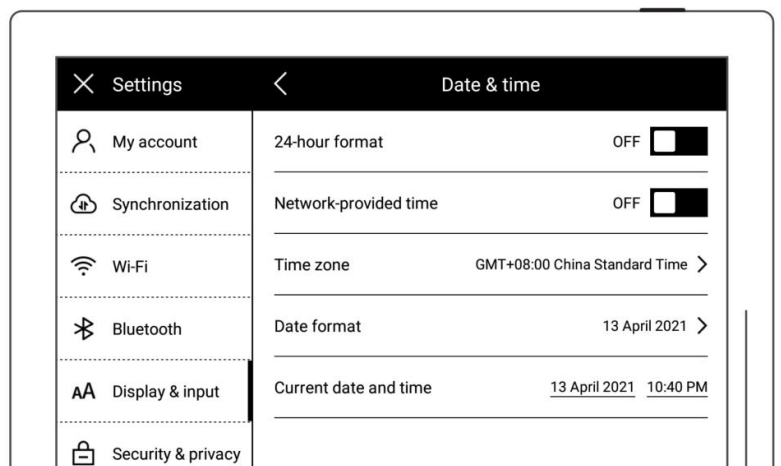 Settings
Date & time
My account
Synchronization
Wi-Fi
Bluetooth
AA Display & input
Security & privacy
24-hour format OFF
Network-provided time OFF
Time zone GMT+08:00 China Standard Time
Date format 13 April 2021
Current date and time 13 April 2021 10:40 PM